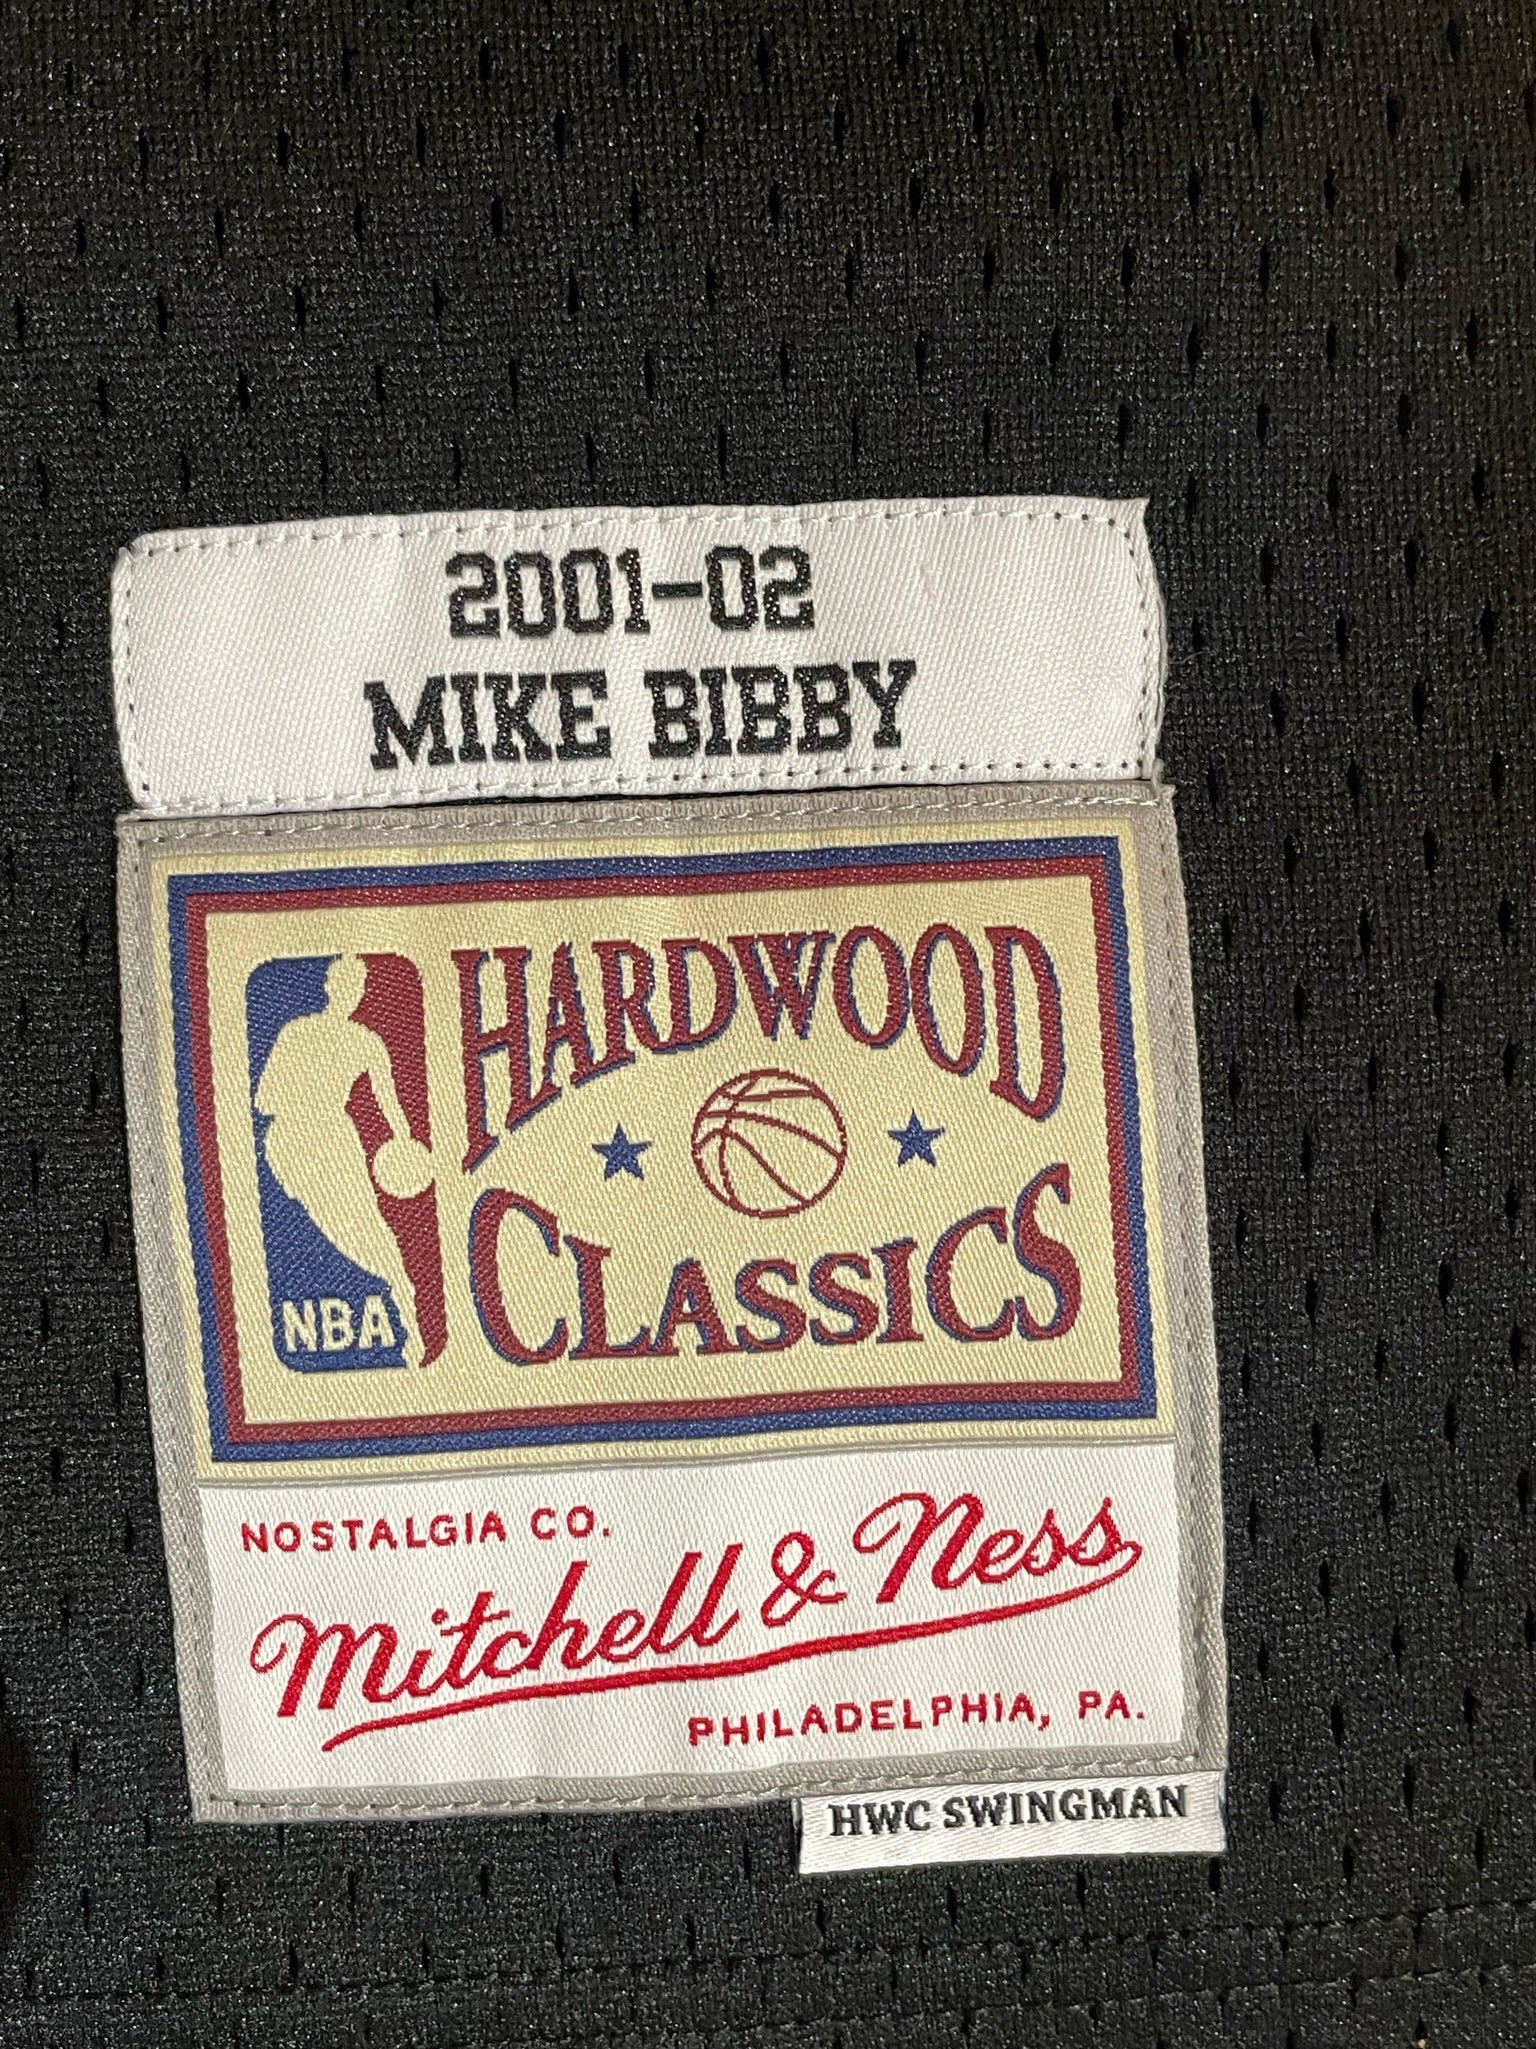 2001-02
MIKE BIBBY
HARDWOOD
CLASSICS
NBA
NOSTALGIA CO.
Mitchell & Ness
PHILADELPHIA, PA.
HWC SWINGMAN